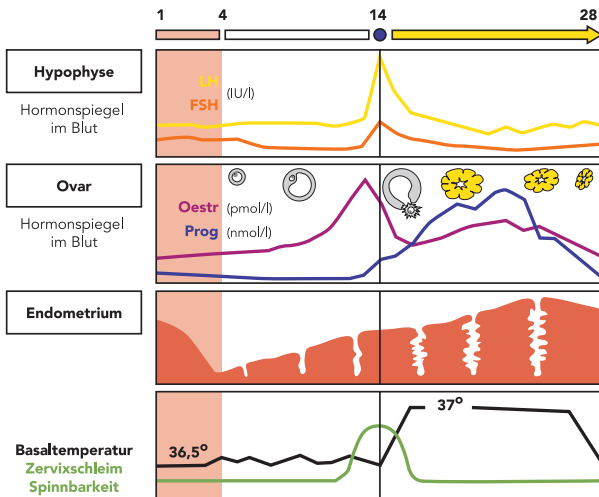 1 4 14 28
Hypophyse
LH
FSH
(IU/l)
Hormonspiegel
im Blut
Ovar
Hormonspiegel
im Blut
Oestr (pmol/l)
Prog (nmol/l)
Endometrium
36,5°
37°
Basaltemperatur
Zervixschleim
Spinnbarkeit